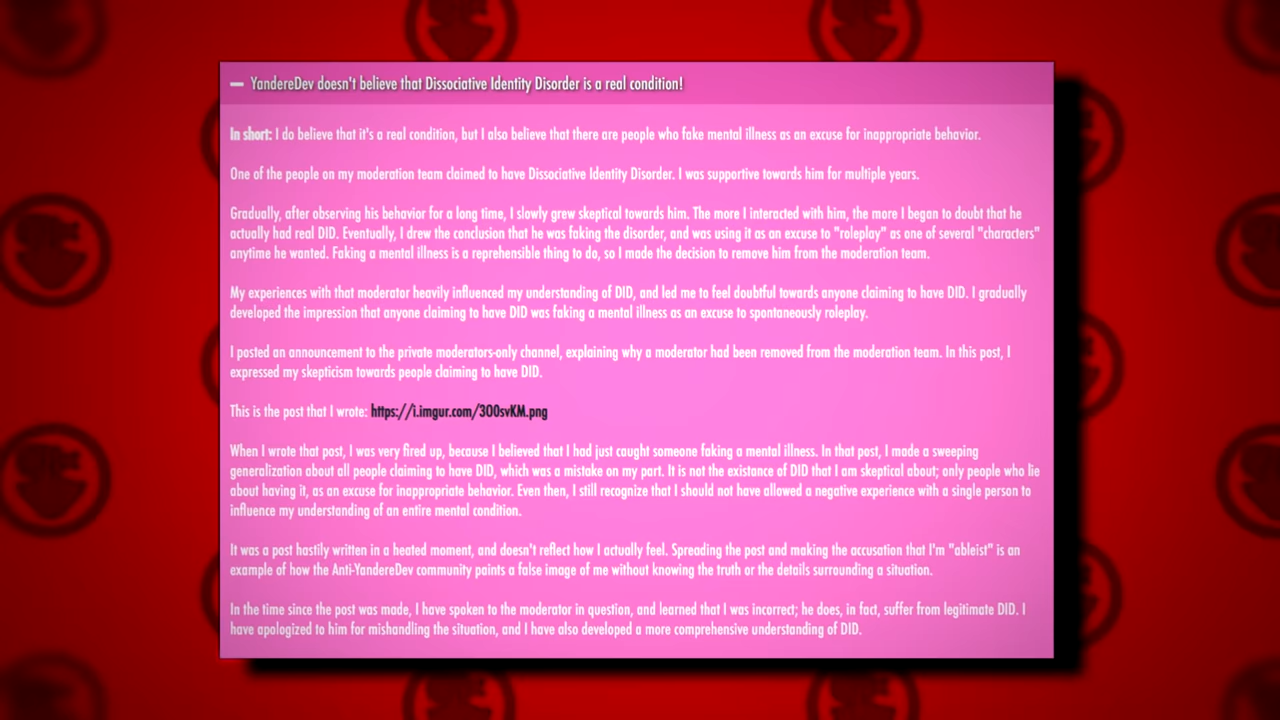 — YandereDev doesn't believe that Dissociative Identity Disorder is a real condition!
In short: I do believe that it's a real condition, but I also believe that there are people who fake mental illness as an excuse for inappropriate behavior.
One of the people on my moderation team claimed to have Dissociative Identity Disorder. I was supportive towards him for multiple years.
Gradually, after observing his behavior for a long time, I slowly grew skeptical towards him. The more I interacted with him, the more I began to doubt that he
actually had real DID. Eventually, I drew the conclusion that he was faking the disorder, and was using it as an excuse to "roleplay" as one of several "characters"
anytime he wanted. Faking a mental illness is a reprehensible thing to do, so I made the decision to remove him from the moderation team.
My experiences with that moderator heavily influenced my understanding of DID, and led me to feel doubtful towards anyone claiming to have DID. I gradually
developed the impression that anyone claiming to have DID was faking a mental illness as an excuse to spontaneously roleplay.
I posted an announcement to the private moderators-only channel, explaining why a moderator had been removed from the moderation team. In this post, I
expressed my skepticism towards people claiming to have DID.
This is the post that I wrote: https://i.imgur.com/3OOsvKM.png
When I wrote that post, I was very fired up, because I believed that I had just caught someone faking a mental illness. In that post, I made a sweeping
generalization about all people claiming to have DID, which was a mistake on my part. It is not the existance of DID that I am skeptical about; only people who lie
about having it, as an excuse for inappropriate behavior. Even then, I still recognize that I should not have allowed a negative experience with a single person to
influence my understanding of an entire mental condition.
It was a post hastily written in a heated moment, and doesn't reflect how I actually feel. Spreading the post and making the accusation that I'm "ableist" is an
example of how the Anti-YandereDev community paints a false image of me without knowing the truth or the details surrounding a situation.
In the time since the post was made, I have spoken to the moderator in question, and learned that I was incorrect; he does, in fact, suffer from legitimate DID. I
have apologized to him for mishandling the situation, and I have also developed a more comprehensive understanding of DID.